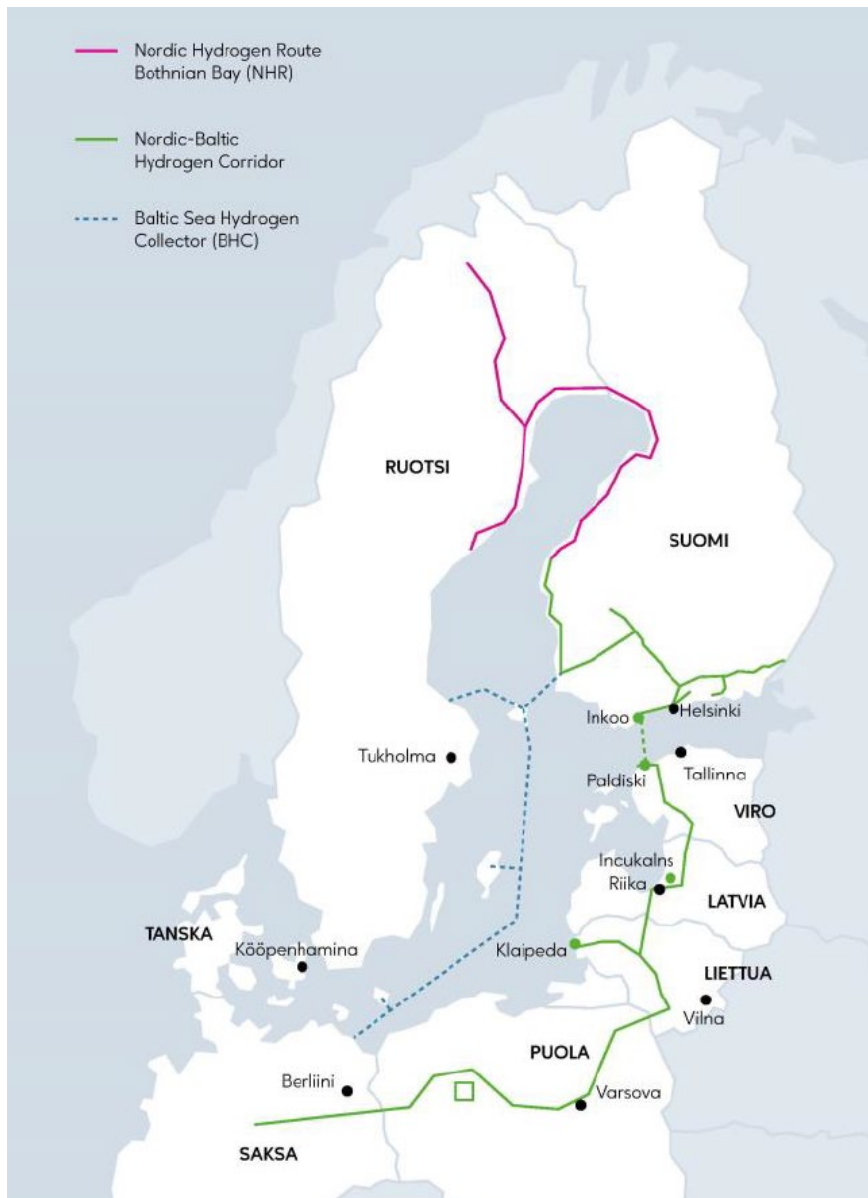 Nordic Hydrogen Route
Bothnian Bay (NHR)
Nordic-Baltic
Hydrogen Corridor
Baltic Sea Hydrogen
Collector (BHC)
RUOTSI
SUOMI
Inkoo
Helsinki
Tukholma
Paldiski
Tallinna
VIRO
Incukalns
Riika
LATVIA
TANSKA
Kööpenhamina
Klaipeda
LIETTUA
Vilna
PUOLA
Berliini
Varsova
SAKSA